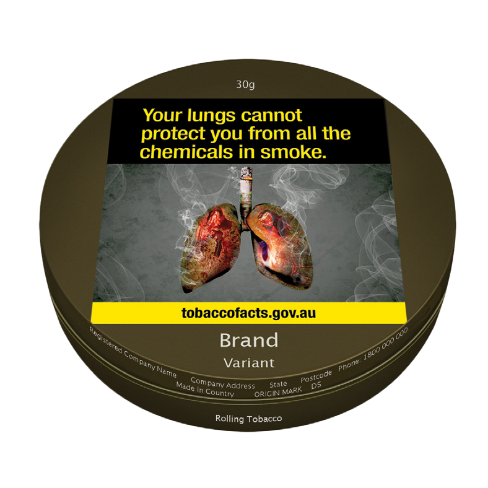 30g
Your lungs cannot
protect you from all the
chemicals in smoke.
tobaccofacts.gov.au
Brand
Variant
Registered Company Name Company Address State Postcode Phone 1800 000 000
Made in Country ORIGIN MARK DS
Rolling Tobacco